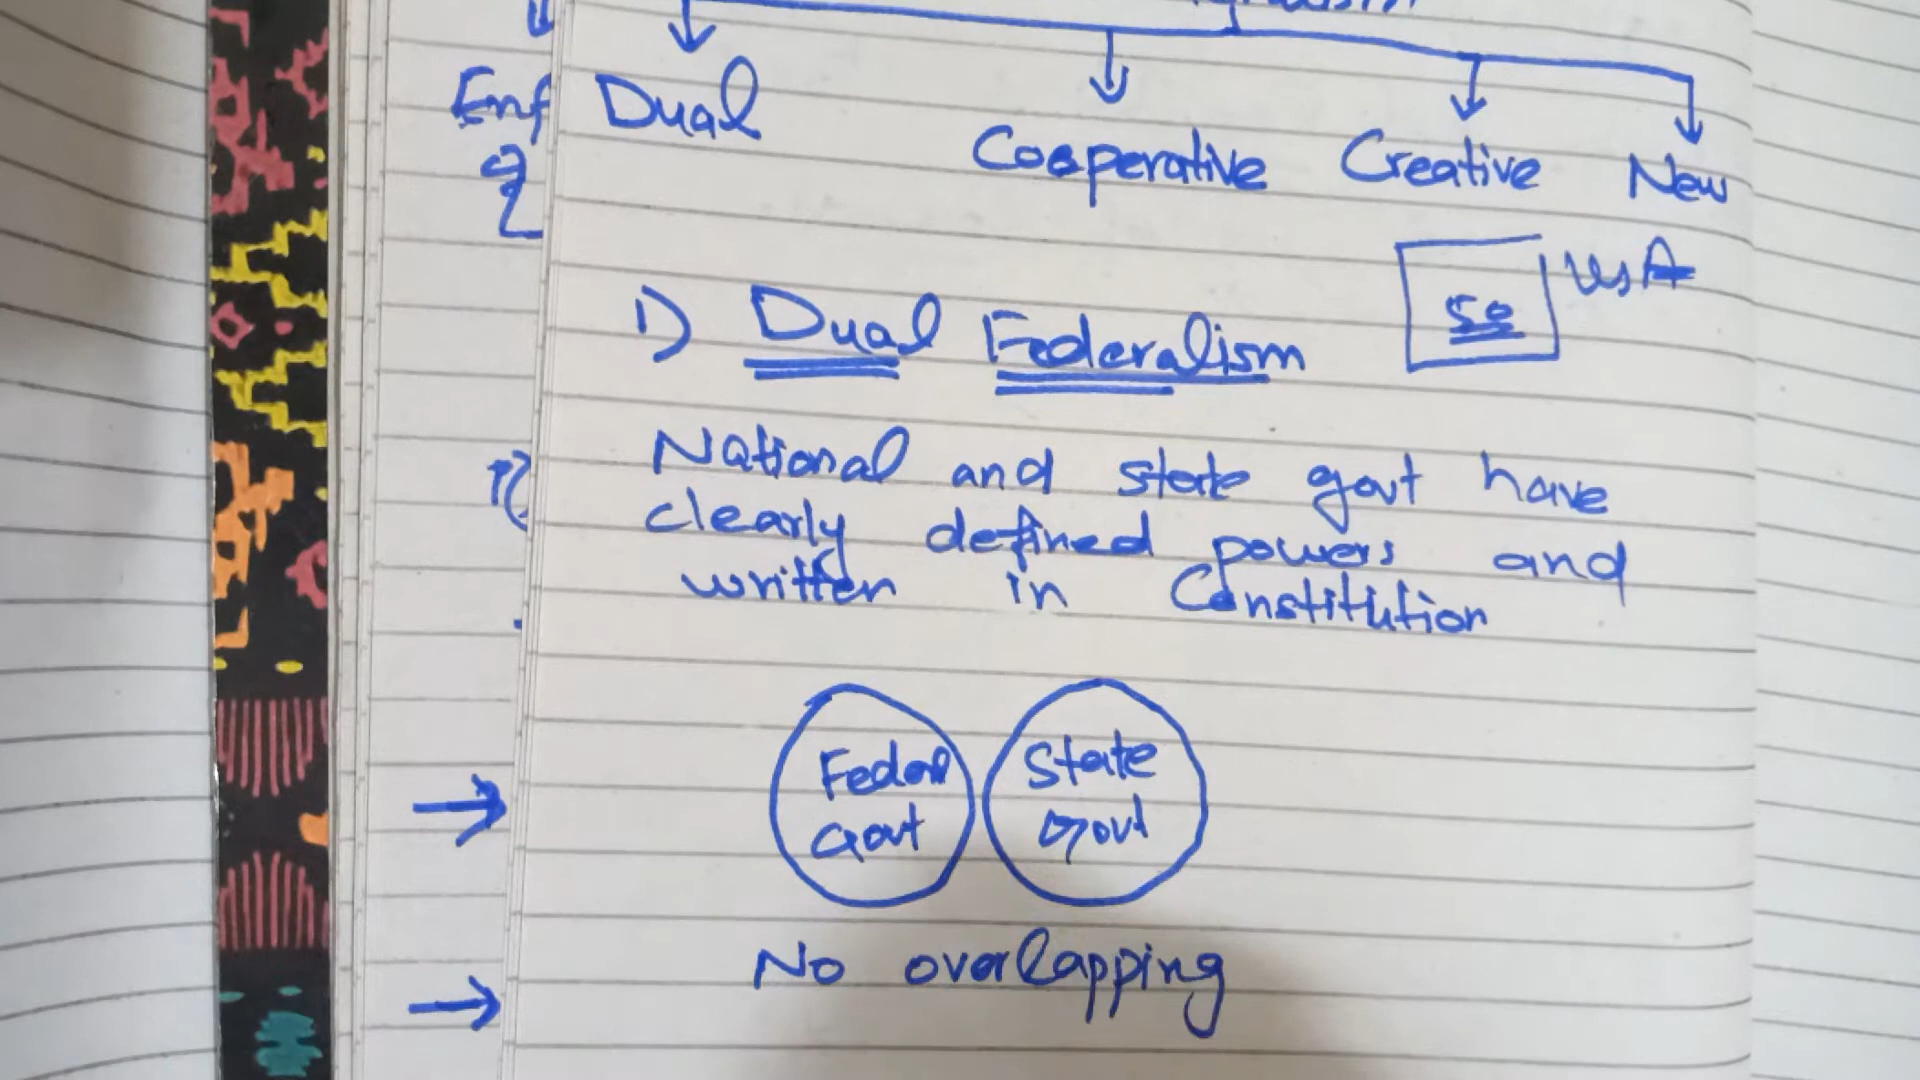 Dual
Cooperative Creative New
USA
50
1) Dual Federalism
National and state govt have
clearly defined powers and
written in Constitution
Federal
Govt
State
Govt
No overlapping